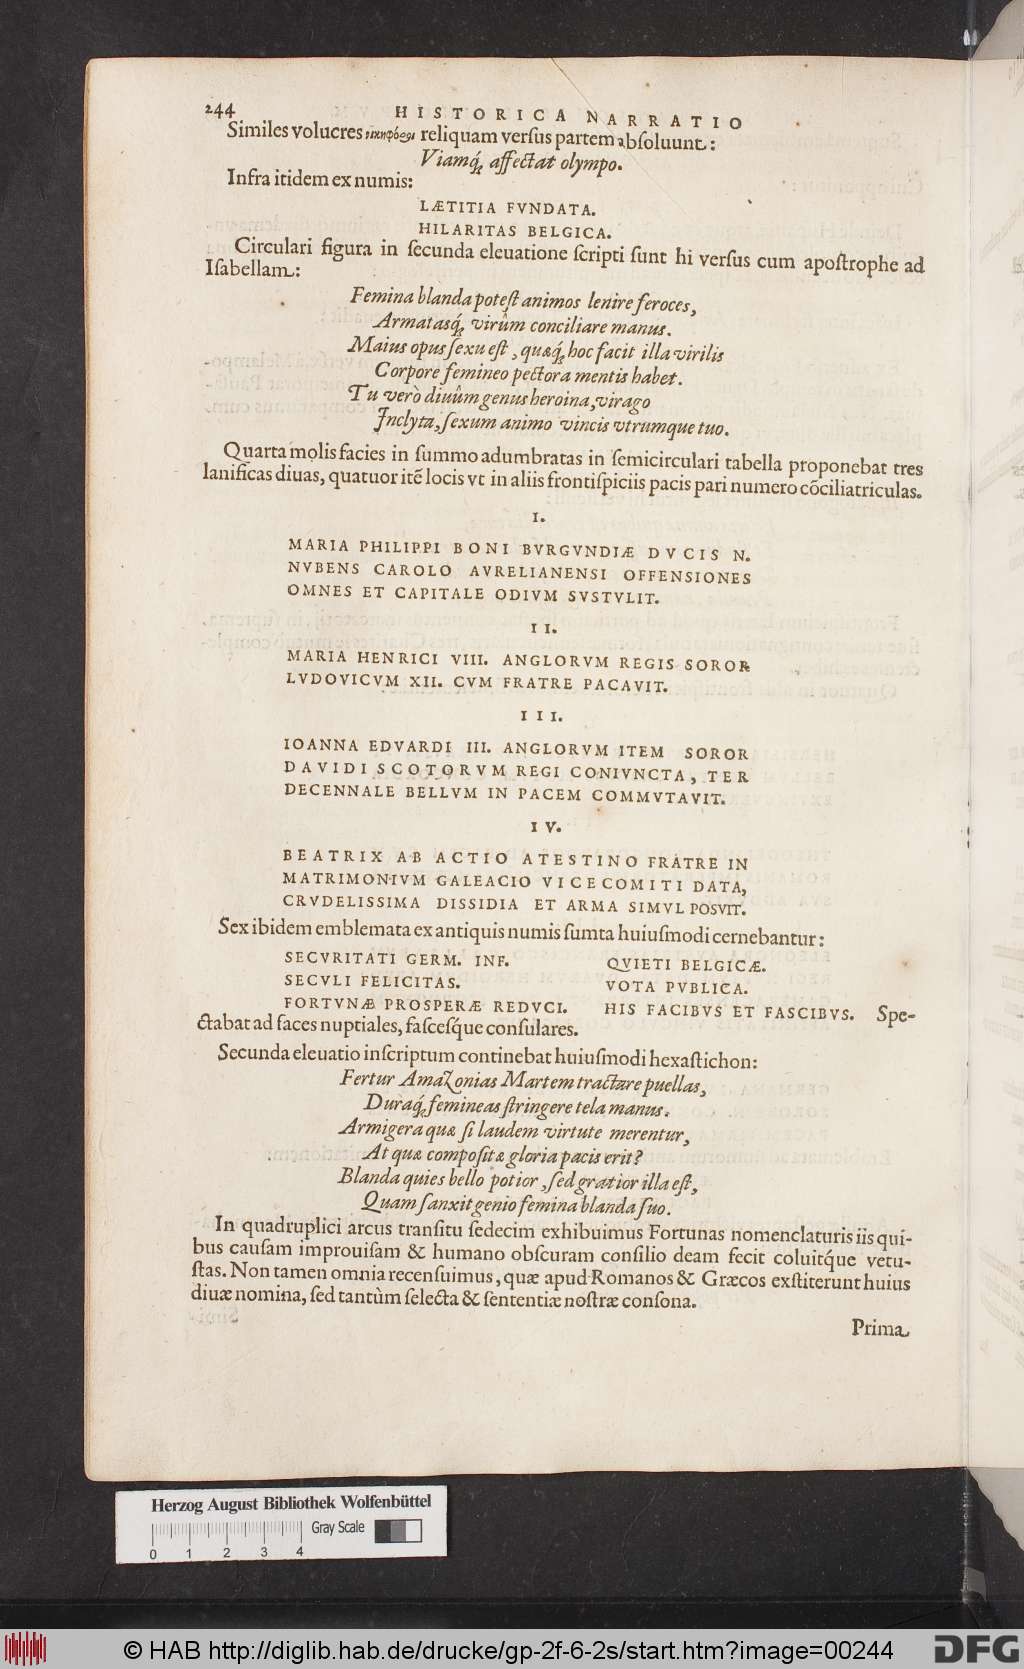 244
HISTORICA NARRATIO
Similes volucres νικηφόροι reliquam verſus partem abſoluunt:
Viamq́; affectat olympo.
Infra itidem ex numis:
LÆTITIA FVNDATA.
HILARITAS BELGICA.
Circulari figura in ſecunda eleuatione ſcripti ſunt hi verſus cum apoſtrophe ad
Iſabellam:
Femina blanda poteſt animos lenire feroces,
Armatasq́; virûm conciliare manus.
Maius opus ſexu eſt, quæq́; hoc facit illa virilis
Corpore femineo pectora mentis habet.
Tu verò diuûm genus heroina, virago
Inclyta, ſexum animo vincis vtrumque tuo.
Quarta molis facies in ſummo adumbratas in ſemicirculari tabella proponebat tres
lanificas diuas, quatuor itẽ locis vt in aliis frontiſpiciis pacis pari numero cõciliatriculas.
I.
MARIA PHILIPPI BONI BVRGVNDIÆ DVCIS N.
NVBENS CAROLO AVRELIANENSI OFFENSIONES
OMNES ET CAPITALE ODIVM SVSTVLIT.
II.
MARIA HENRICI VIII. ANGLORVM REGIS SOROR
LVDOVICVM XII. CVM FRATRE PACAVIT.
III.
IOANNA EDVARDI III. ANGLORVM ITEM SOROR
DAVIDI SCOTORVM REGI CONIVNCTA, TER
DECENNALE BELLVM IN PACEM COMMVTAVIT.
IV.
BEATRIX AB ACTIO ATESTINO FRATRE IN
MATRIMONIVM GALEACIO VICECOMITI DATA,
CRVDELISSIMA DISSIDIA ET ARMA SIMVL POSVIT.
Sex ibidem emblemata ex antiquis numis ſumta huiuſmodi cernebantur:
SECVRITATI GERM. INF. QVIETI BELGICÆ.
SECVLI FELICITAS. VOTA PVBLICA.
FORTVNÆ PROSPERÆ REDVCI. HIS FACIBVS ET FASCIBVS. Spe-
ctabat ad faces nuptiales, faſceſque conſulares.
Secunda eleuatio inſcriptum continebat huiuſmodi hexaſtichon:
Fertur Amazonias Martem tractare puellas,
Duraq́; femineas ſtringere tela manus.
Armigera quæ ſi laudem virtute merentur,
At quæ compoſitæ gloria pacis erit?
Blanda quies bello potior, ſed gratior illa eſt,
Quam ſanxit genio femina blanda ſuo.
In quadruplici arcus tranſitu ſedecim exhibuimus Fortunas nomenclaturis iis qui-
bus cauſam improuiſam & humano obſcuram conſilio deam fecit coluitq́ue vetu-
ſtas. Non tamen omnia recenſuimus, quæ apud Romanos & Græcos exſtiterunt huius
diuæ nomina, ſed tantùm ſelecta & ſententiæ noſtræ conſona.
Prima
Herzog August Bibliothek Wolfenbüttel
Gray Scale
0 1 2 3 4
© HAB http://diglib.hab.de/drucke/gp-2f-6-2s/start.htm?image=00244
DFG